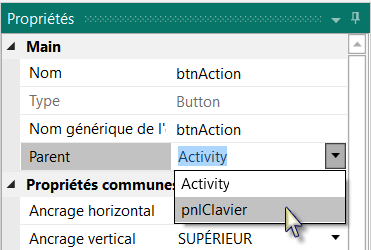 Propriétés
Main
Nom btnAction
Type Button
Nom générique de l'é btnAction
Parent Activity
Activity
pnlClavier
Propriétés communes
Ancrage horizontal
Ancrage vertical SUPÉRIEUR